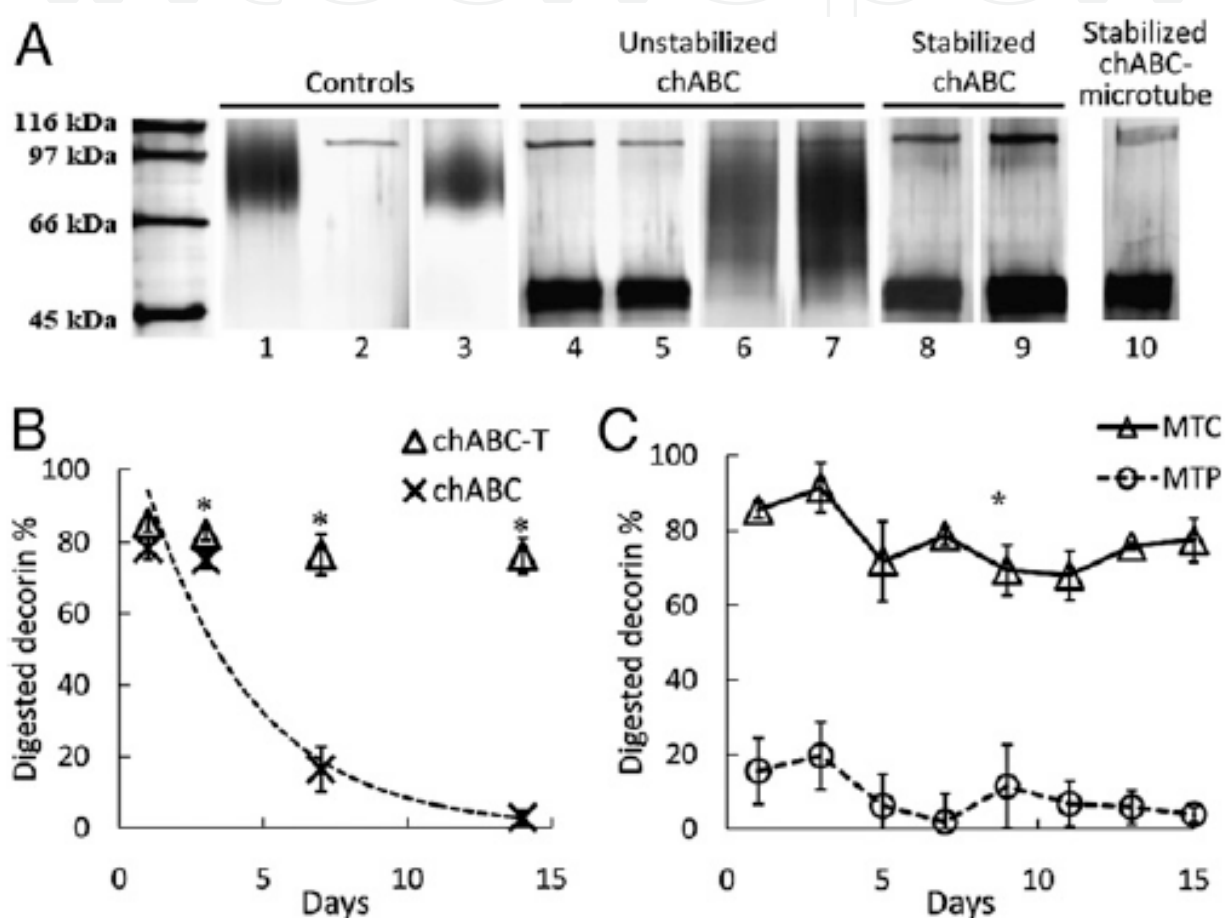 A
Controls
Unstabilized
chABC
Stabilized
chABC
Stabilized
chABC-
microtube
116 kDa
97 kDa
66 kDa
45 kDa
1 2 3 4 5 6 7 8 9 10
B
chABC-T
chABC
Digested decorin %
100
80
60
40
20
0
* * *
0 5 10 15
Days
C
MTC
MTP
Digested decorin %
100
80
60
40
20
0
*
0 5 10 15
Days